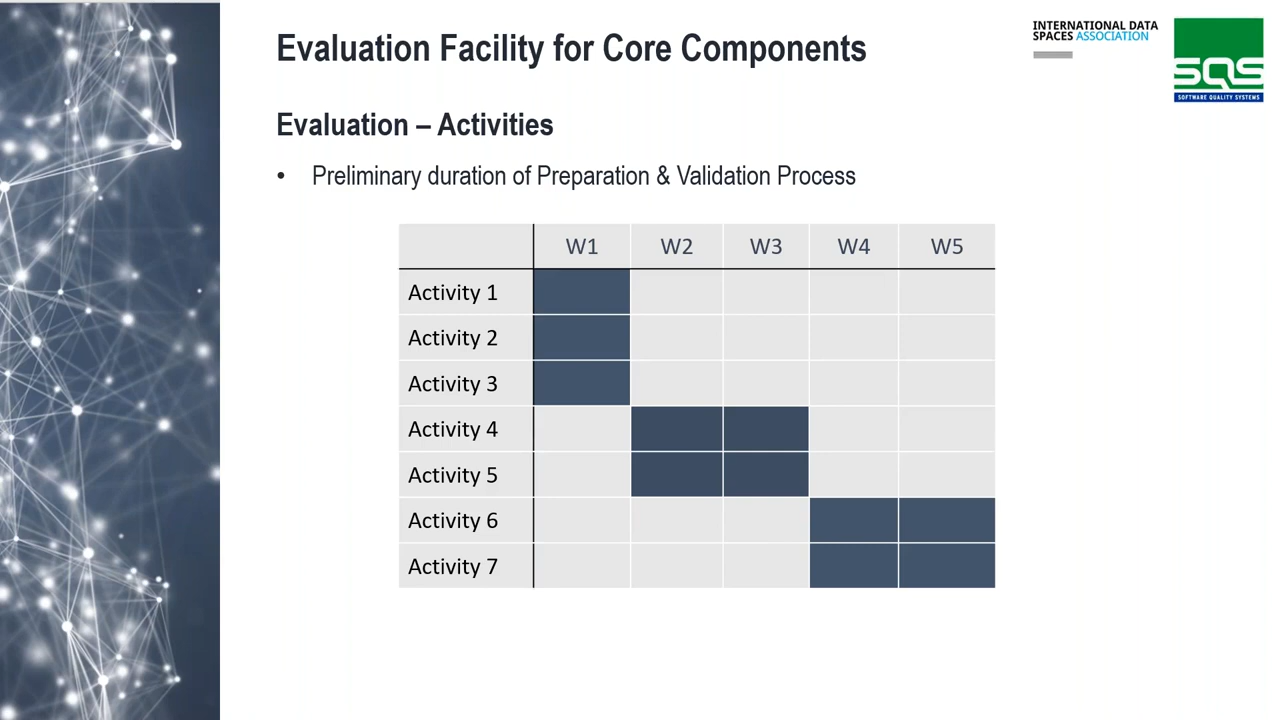 Evaluation Facility for Core Components
INTERNATIONAL DATA
SPACES ASSOCIATION
SQS
SOFTWARE QUALITY SYSTEMS
Evaluation – Activities
• Preliminary duration of Preparation & Validation Process
W1 W2 W3 W4 W5
Activity 1
Activity 2
Activity 3
Activity 4
Activity 5
Activity 6
Activity 7